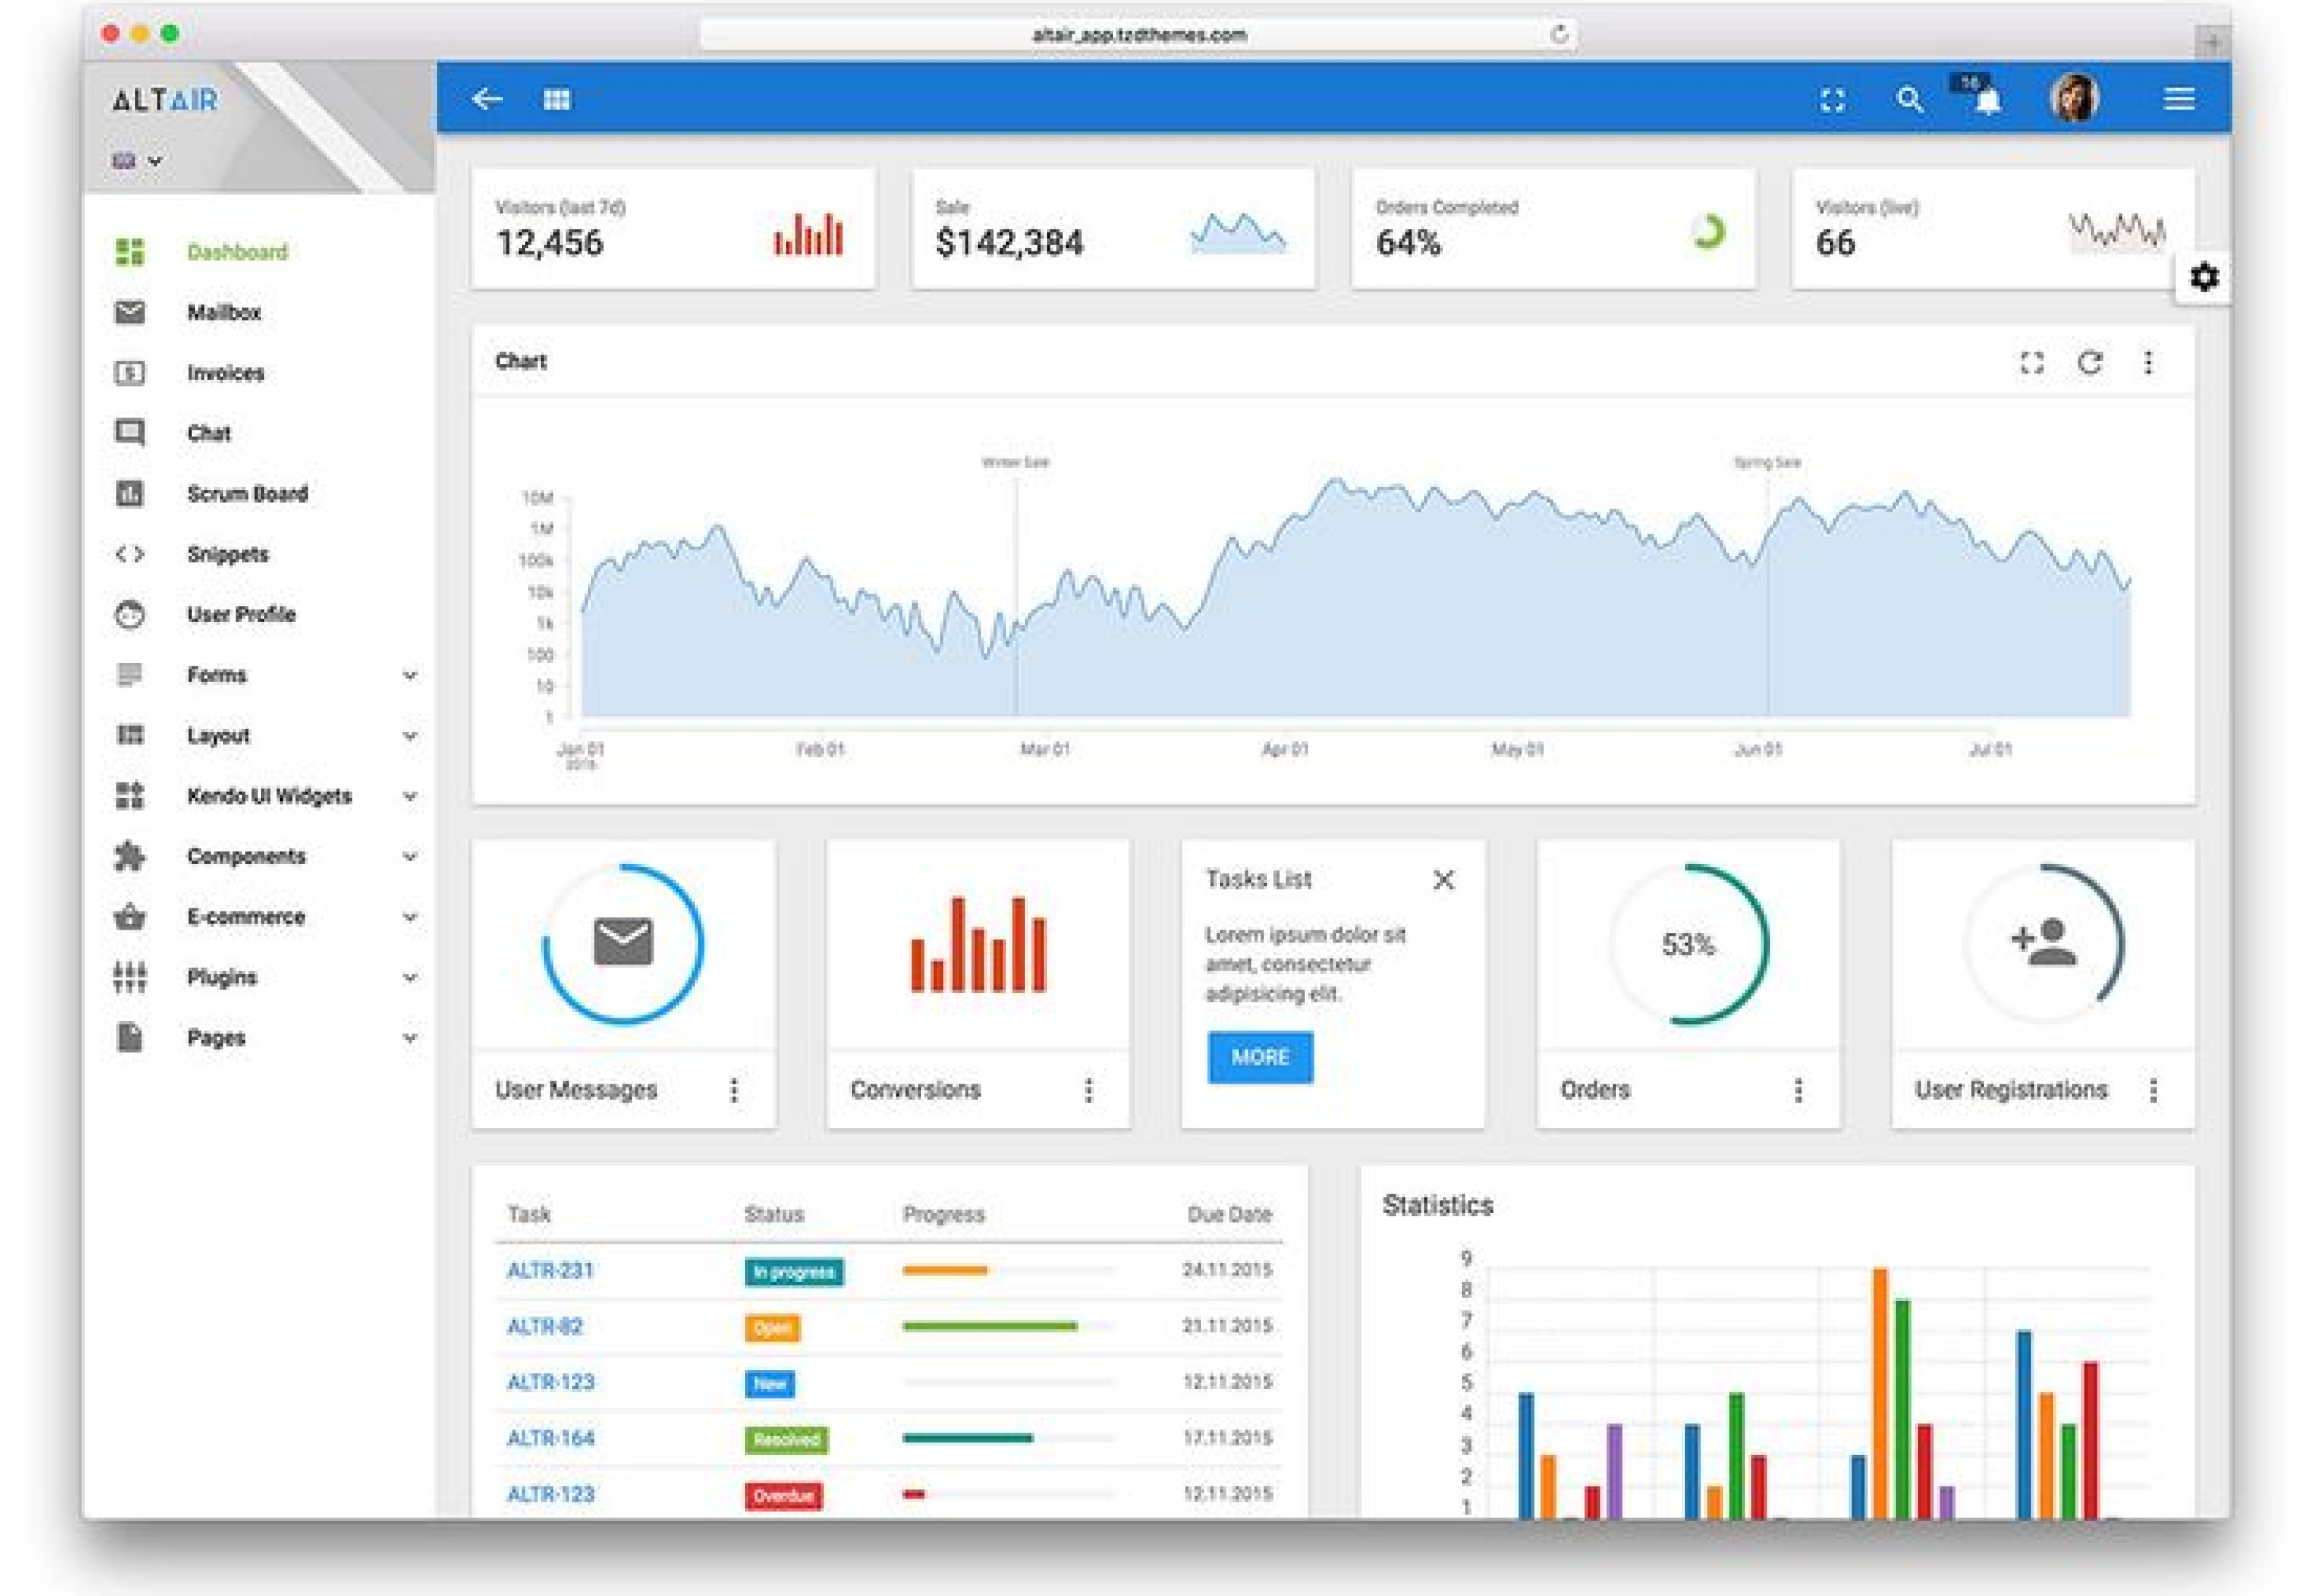 altair_app.tzdthemes.com
ALTAIR
Dashboard
Mailbox
Invoices
Chat
Scrum Board
Snippets
User Profile
Forms
Layout
Kendo UI Widgets
Components
E-commerce
Plugins
Pages
Visitors (last 7d)
12,456
Sale
$142,384
Orders Completed
64%
Visitors (live)
66
Chart
Winter Sale
Spring Sale
10M
1M
100k
10k
1k
100
10
1
Jan 01
Feb 01
Mar 01
Apr 01
May 01
Jun 01
Jul 01
User Messages
Conversions
Tasks List
Lorem ipsum dolor sit
amet, consectetur
adipisicing elit.
MORE
53%
Orders
User Registrations
Task Status Progress Due Date
ALTR-231 In progress 24.11.2015
ALTR-82 Open 21.11.2015
ALTR-123 New 12.11.2015
ALTR-164 Resolved 17.11.2015
ALTR-123 Overdue 12.11.2015
Statistics
9
8
7
6
5
4
3
2
1